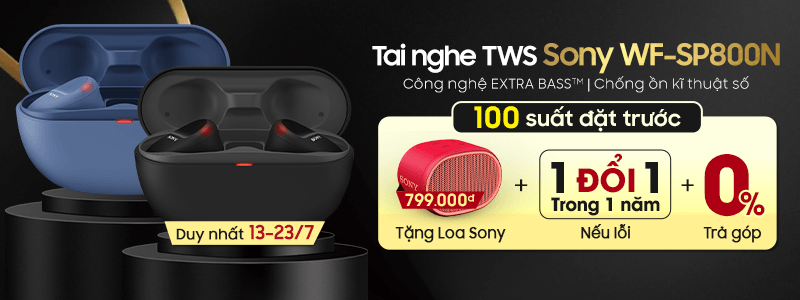 Tai nghe TWS Sony WF-SP800N
Công nghệ EXTRA BASS™ | Chống ồn kĩ thuật số
100 suất đặt trước
SONY
799.000đ
Tặng Loa Sony
+
1 ĐỔI 1
Trong 1 năm
Nếu lỗi
+
0%
Trả góp
Duy nhất 13-23/7
SONY
SONY